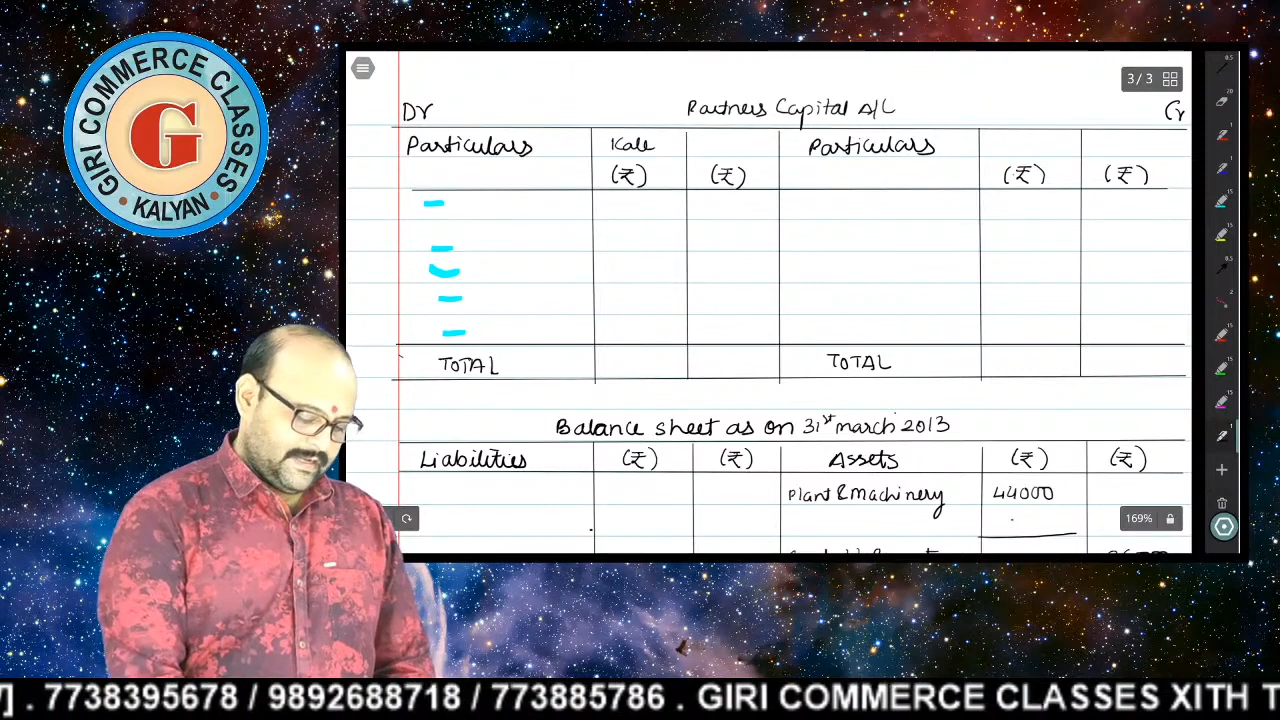 GIRI COMMERCE CLASSES
G
• KALYAN •
3/3
Dr Partners Capital A/C Cr
Particulars Kale Particulars
(₹) (₹) (₹) (₹)
TOTAL TOTAL
Balance sheet as on 31st march 2013
Liabilities (₹) (₹) Assets (₹) (₹)
Plant & Machinery 44000
169%
. 7738395678 / 9892688718 / 773885786 . GIRI COMMERCE CLASSES XITH